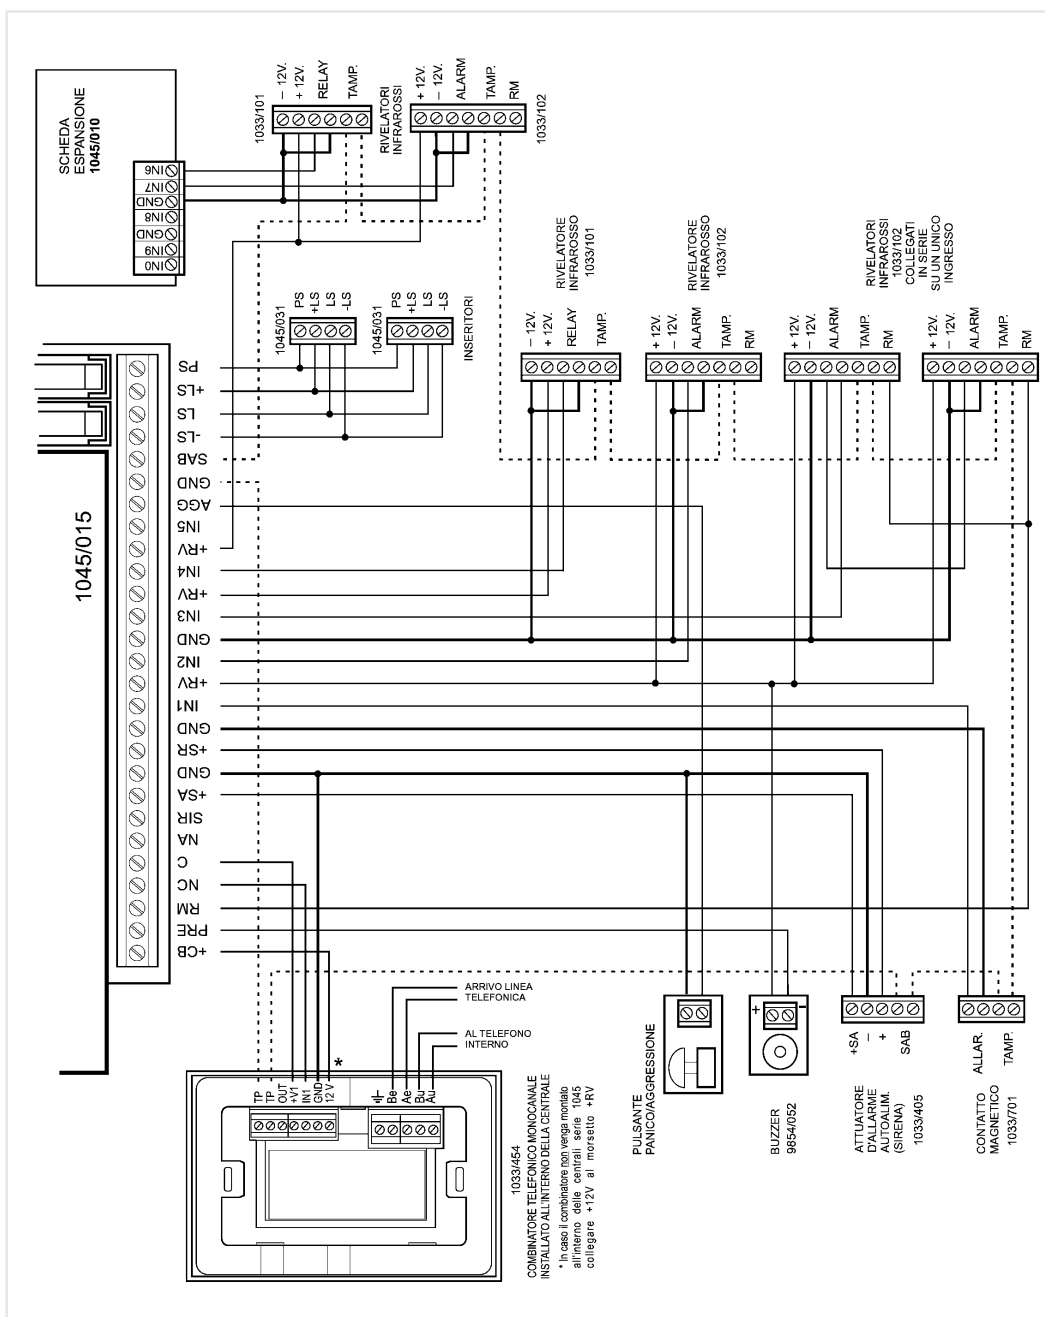 SCHEDA
ESPANSIONE
1045/010
IN6
IN7
GND
IN8
GND
IN9
IN0
1033/101
– 12V.
+ 12V.
RELAY
TAMP.
RIVELATORI
INFRAROSSI
+ 12V.
– 12V.
ALARM
TAMP.
RM
1033/102
1045/031
PS
+LS
LS
-LS
1045/031
PS
+LS
LS
-LS
INSERITORI
RIVELATORE
INFRAROSSO
1033/101
– 12V.
+ 12V.
RELAY
TAMP.
RIVELATORE
INFRAROSSO
1033/102
+ 12V.
– 12V.
ALARM
TAMP.
RM
RIVELATORI
INFRAROSSI
1033/102
COLLEGATI
IN SERIE
SU UN UNICO
INGRESSO
+ 12V.
– 12V.
ALARM
TAMP.
RM
+ 12V.
– 12V.
ALARM
TAMP.
RM
1045/015
PS
+LS
LS
-LS
SAB
GND
AGG
IN5
+RV
IN4
+RV
IN3
GND
IN2
+RV
IN1
GND
+SR
GND
+SA
SIR
NA
C
NC
RM
PRE
+CB
ARRIVO LINEA
TELEFONICA
AL TELEFONO
INTERNO
*
TP
TP
OUT
+V1
IN1
GND
12 V
Be
Ae
Bu
Au
1033/454
COMBINATORE TELEFONICO MONOCANALE
INSTALLATO ALL'INTERNO DELLA CENTRALE
* In caso il combinatore non venga montato
all'interno delle centrali serie 1045
collegare +12V al morsetto +RV
PULSANTE
PANICO/AGGRESSIONE
+
–
BUZZER
9854/052
+SA
–
+
SAB
ATTUATORE
D'ALLARME
AUTOALIM.
(SIRENA)
1033/405
ALLAR.
TAMP.
CONTATTO
MAGNETICO
1033/701